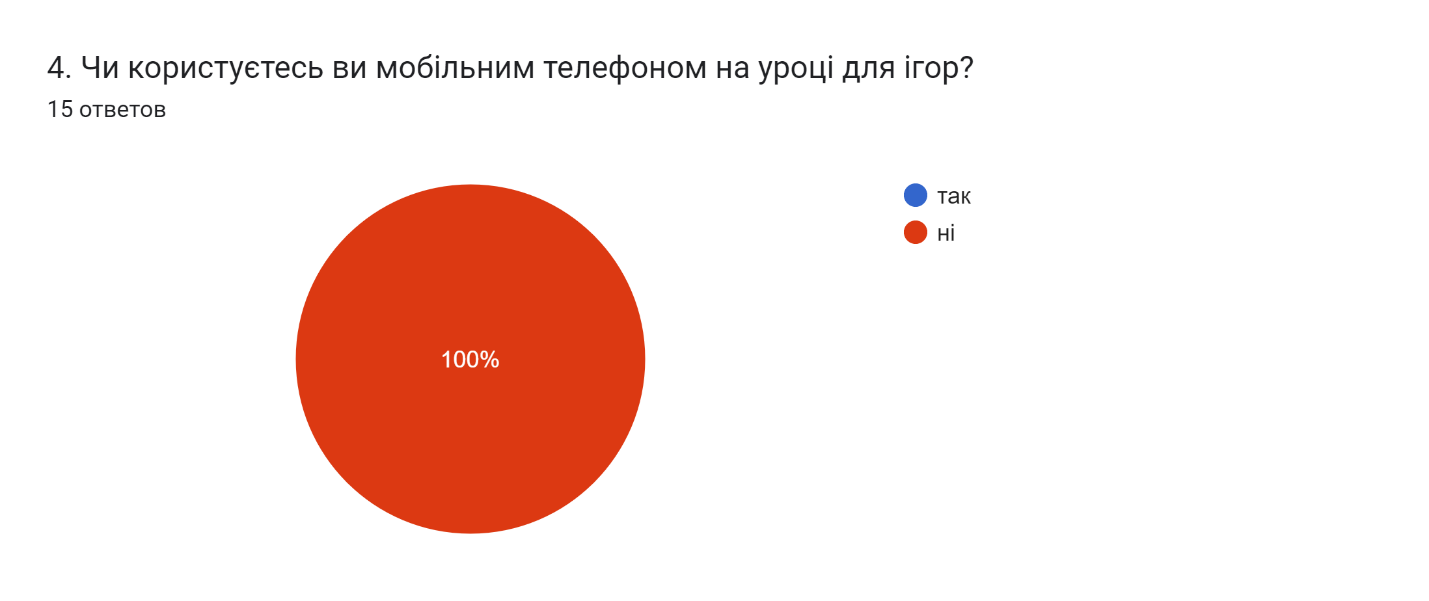 4. Чи користуєтесь ви мобільним телефоном на уроці для ігор?
15 ответов
так
ні
100%